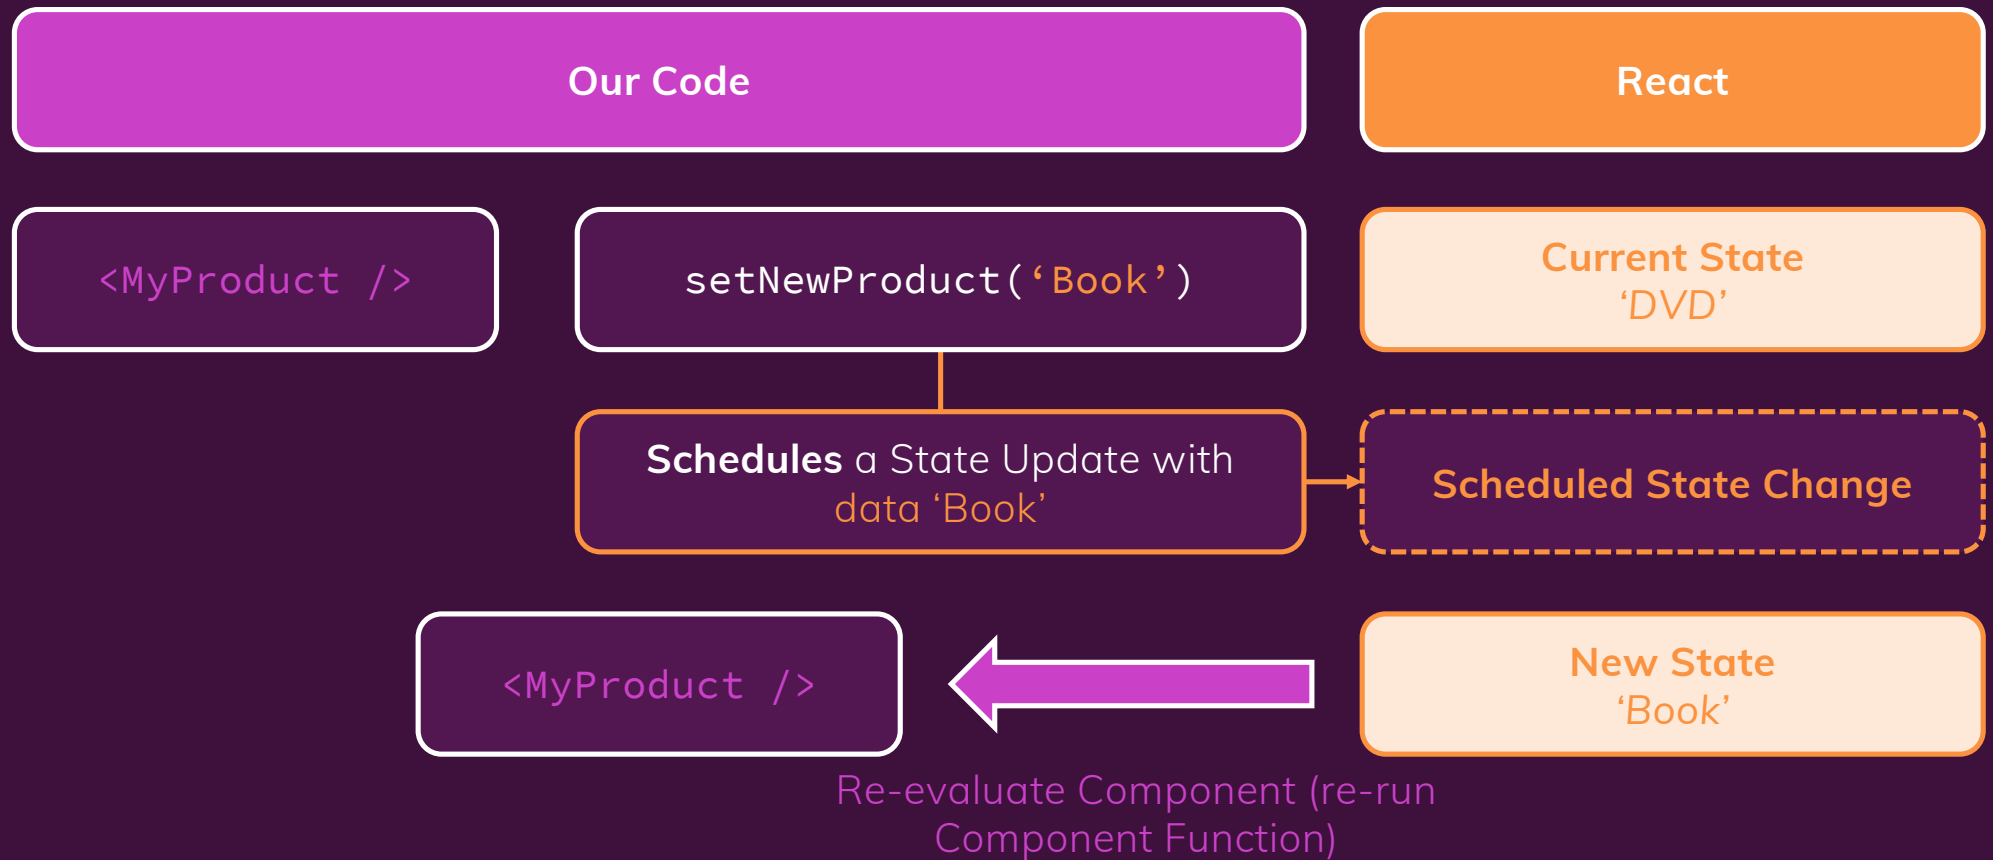 Our Code
React
<MyProduct />
setNewProduct(‘Book’)
Current State
‘DVD’
Schedules a State Update with
data ‘Book’
Scheduled State Change
<MyProduct />
New State
‘Book’
Re-evaluate Component (re-run
Component Function)